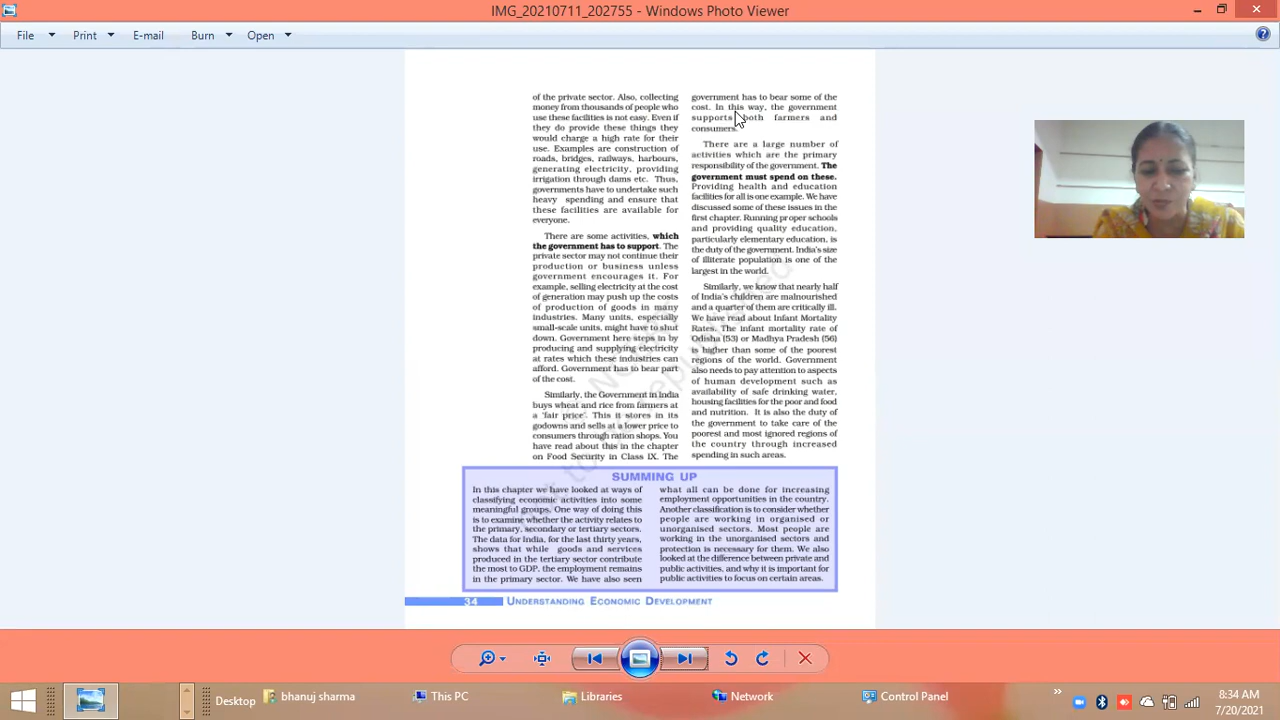 IMG_20210711_202755 - Windows Photo Viewer
File Print E-mail Burn Open
of the private sector. Also, collecting
money from thousands of people who
use these facilities is not easy. Even if
they do provide these things they
would charge a high rate for their
use. Examples are construction of
roads, bridges, railways, harbours,
generating electricity, providing
irrigation through dams etc. Thus,
governments have to undertake such
heavy spending and ensure that
these facilities are available for
everyone.
There are some activities, which
the government has to support. The
private sector may not continue their
production or business unless
government encourages it. For
example, selling electricity at the cost
of generation may push up the costs
of production of goods in many
industries. Many units, especially
small-scale units, might have to shut
down. Government here steps in by
producing and supplying electricity
at rates which these industries can
afford. Government has to bear part
of the cost.
Similarly, the Government in India
buys wheat and rice from farmers at
a 'fair price'. This it stores in its
godowns and sells at a lower price to
consumers through ration shops. You
have read about this in the chapter
on Food Security in Class IX. The
government has to bear some of the
cost. In this way, the government
supports both farmers and
consumers.
There are a large number of
activities which are the primary
responsibility of the government. The
government must spend on these.
Providing health and education
facilities for all is one example. We have
discussed some of these issues in the
first chapter. Running proper schools
and providing quality education,
particularly elementary education, is
the duty of the government. India's size
of illiterate population is one of the
largest in the world.
Similarly, we know that nearly half
of India's children are malnourished
and a quarter of them are critically ill.
We have read about Infant Mortality
Rates. The infant mortality rate of
Odisha (53) or Madhya Pradesh (56)
is higher than some of the poorest
regions of the world. Government
also needs to pay attention to aspects
of human development such as
availability of safe drinking water,
housing facilities for the poor and food
and nutrition. It is also the duty of
the government to take care of the
poorest and most ignored regions of
the country through increased
spending in such areas.
SUMMING UP
In this chapter we have looked at ways of
classifying economic activities into some
meaningful groups. One way of doing this
is to examine whether the activity relates to
the primary, secondary or tertiary sectors.
The data for India, for the last thirty years,
shows that while goods and services
produced in the tertiary sector contribute
the most to GDP, the employment remains
in the primary sector. We have also seen
what all can be done for increasing
employment opportunities in the country.
Another classification is to consider whether
people are working in organised or
unorganised sectors. Most people are
working in the unorganised sectors and
protection is necessary for them. We also
looked at the difference between private and
public activities, and why it is important for
public activities to focus on certain areas.
34 UNDERSTANDING ECONOMIC DEVELOPMENT
Desktop bhanuj sharma This PC Libraries Network Control Panel
8:34 AM
7/20/2021